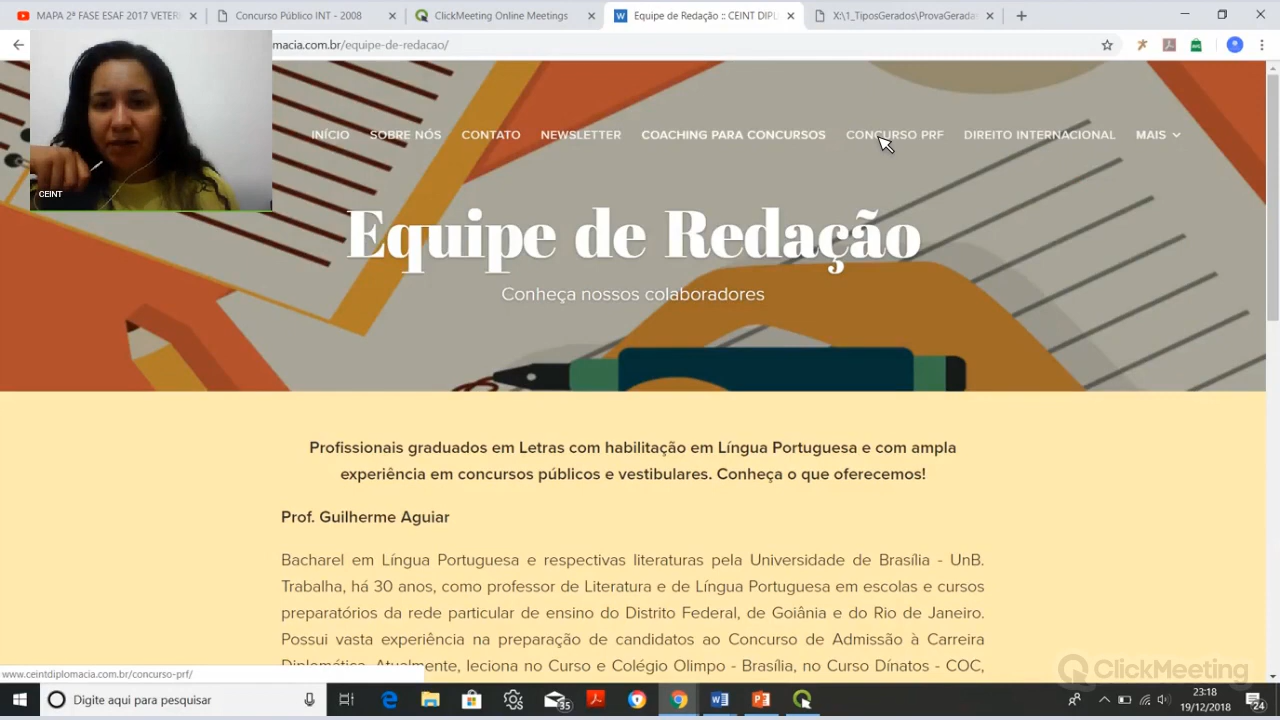 MAPA 2ª FASE ESAF 2017 VETER
Concurso Público INT - 2008
ClickMeeting Online Meetings
Equipe de Redação :: CEINT DIPL
X:\1_TiposGerados\ProvaGerada
macia.com.br/equipe-de-redacao/
CEINT
INÍCIO
SOBRE NÓS
CONTATO
NEWSLETTER
COACHING PARA CONCURSOS
CONCURSO PRF
DIREITO INTERNACIONAL
MAIS
Equipe de Redação
Conheça nossos colaboradores
Profissionais graduados em Letras com habilitação em Língua Portuguesa e com ampla
experiência em concursos públicos e vestibulares. Conheça o que oferecemos!
Prof. Guilherme Aguiar
Bacharel em Língua Portuguesa e respectivas literaturas pela Universidade de Brasília - UnB.
Trabalha, há 30 anos, como professor de Literatura e de Língua Portuguesa em escolas e cursos
preparatórios da rede particular de ensino do Distrito Federal, de Goiânia e do Rio de Janeiro.
Possui vasta experiência na preparação de candidatos ao Concurso de Admissão à Carreira
Diplomática. Atualmente, leciona no Curso e Colégio Olimpo - Brasília, no Curso Dínatos - COC,
www.ceintdiplomacia.com.br/concurso-prf/
ClickMeeting
Digite aqui para pesquisar
35
23:18
19/12/2018
24